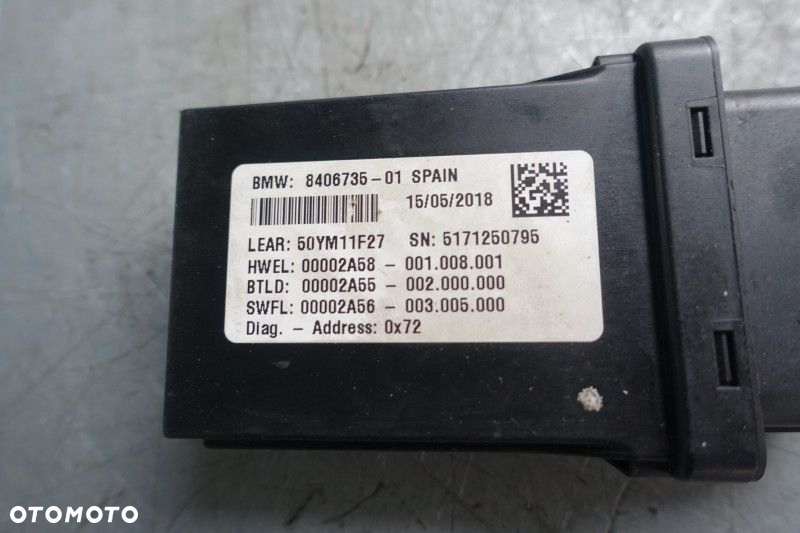 BMW: 8406735-01 SPAIN
15/05/2018
LEAR: 50YM11F27 SN: 5171250795
HWEL: 00002A58 - 001.008.001
BTLD: 00002A55 - 002.000.000
SWFL: 00002A56 - 003.005.000
Diag. - Address: 0x72
OTOMOTO